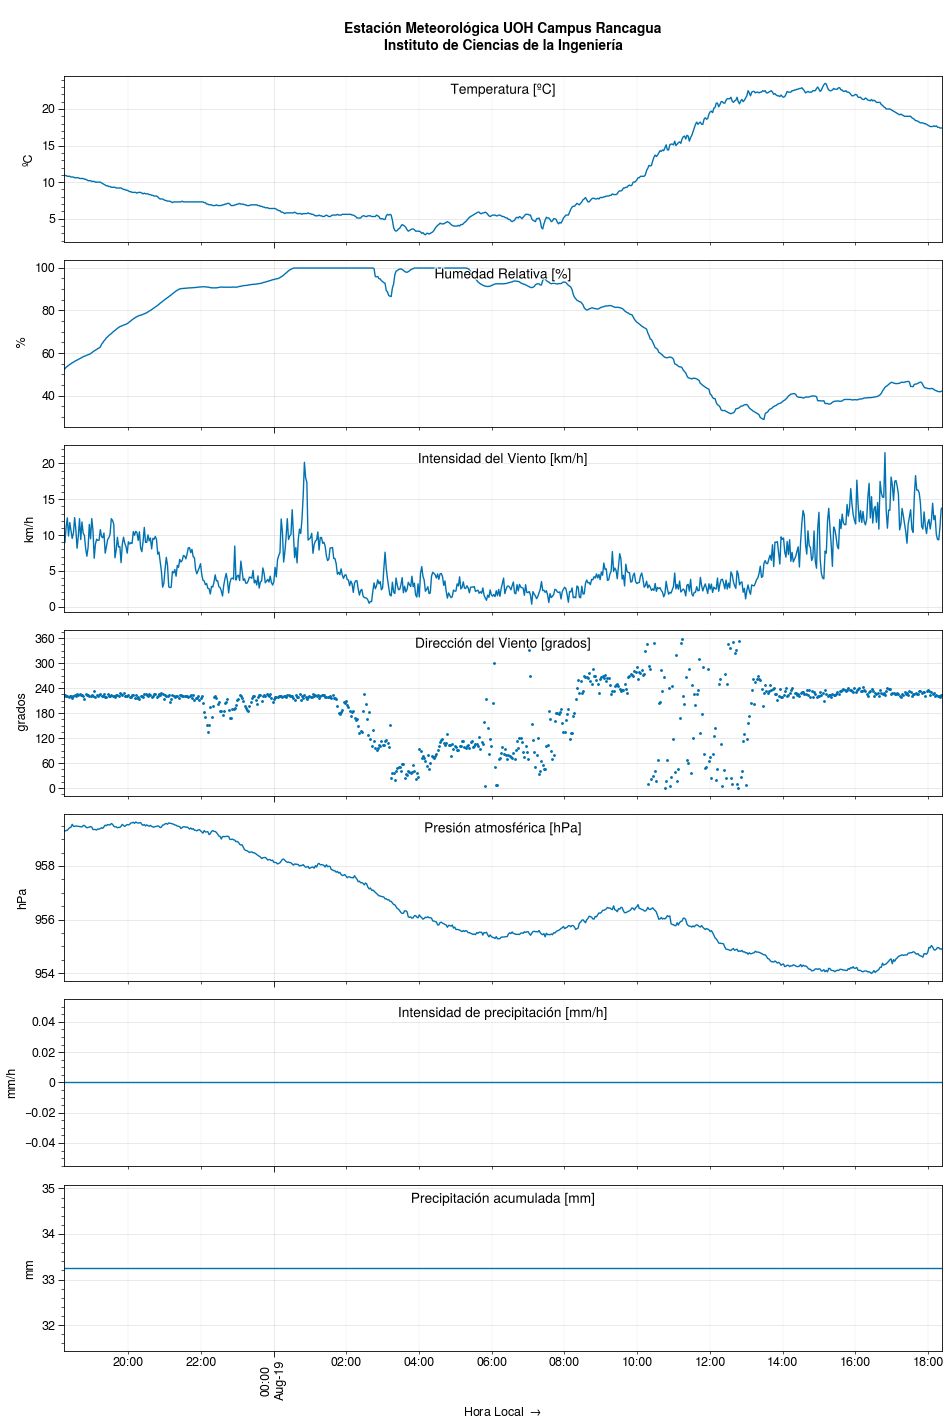 Estación Meteorológica UOH Campus Rancagua
Instituto de Ciencias de la Ingeniería
Temperatura [ºC]
20
15
10
5
ºC
Humedad Relativa [%]
100
80
60
40
%
Intensidad del Viento [km/h]
20
15
10
5
0
km/h
Dirección del Viento [grados]
360
300
240
180
120
60
0
grados
Presión atmosférica [hPa]
958
956
954
hPa
Intensidad de precipitación [mm/h]
0.04
0.02
0
−0.02
−0.04
mm/h
Precipitación acumulada [mm]
35
34
33
32
mm
20:00 22:00 00:00 02:00 04:00 06:00 08:00 10:00 12:00 14:00 16:00 18:00
Aug-19
Hora Local →